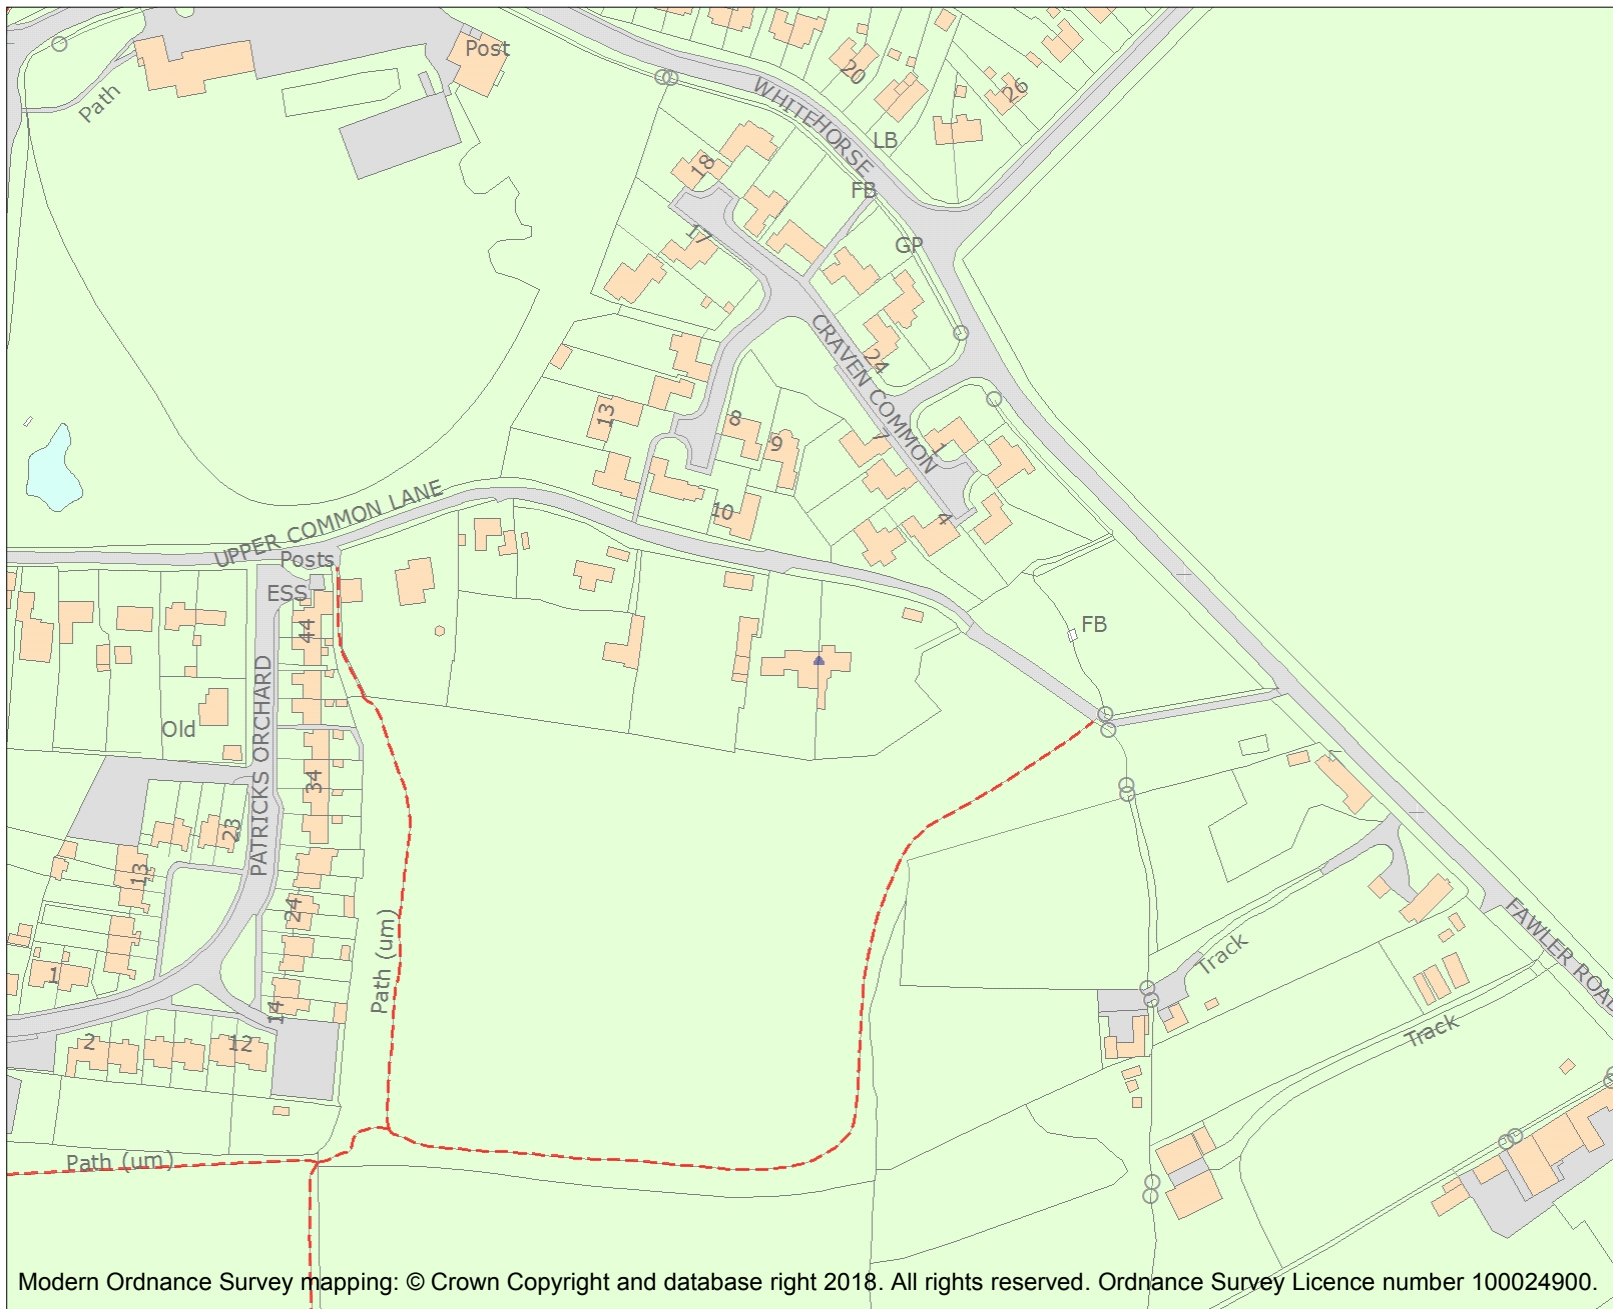 Post
20
26
Path
WHITEHORSE
LB
18
FB
17
GP
CRAVEN COMMON
24
13
8
9
7
1
10
4
UPPER COMMON LANE
Posts
ESS
44
FB
Old
PATRICKS ORCHARD
34
23
13
24
Path (um)
FAWLER ROAD
Track
1
14
2
12
Track
Path (um)
Modern Ordnance Survey mapping: © Crown Copyright and database right 2018. All rights reserved. Ordnance Survey Licence number 100024900.